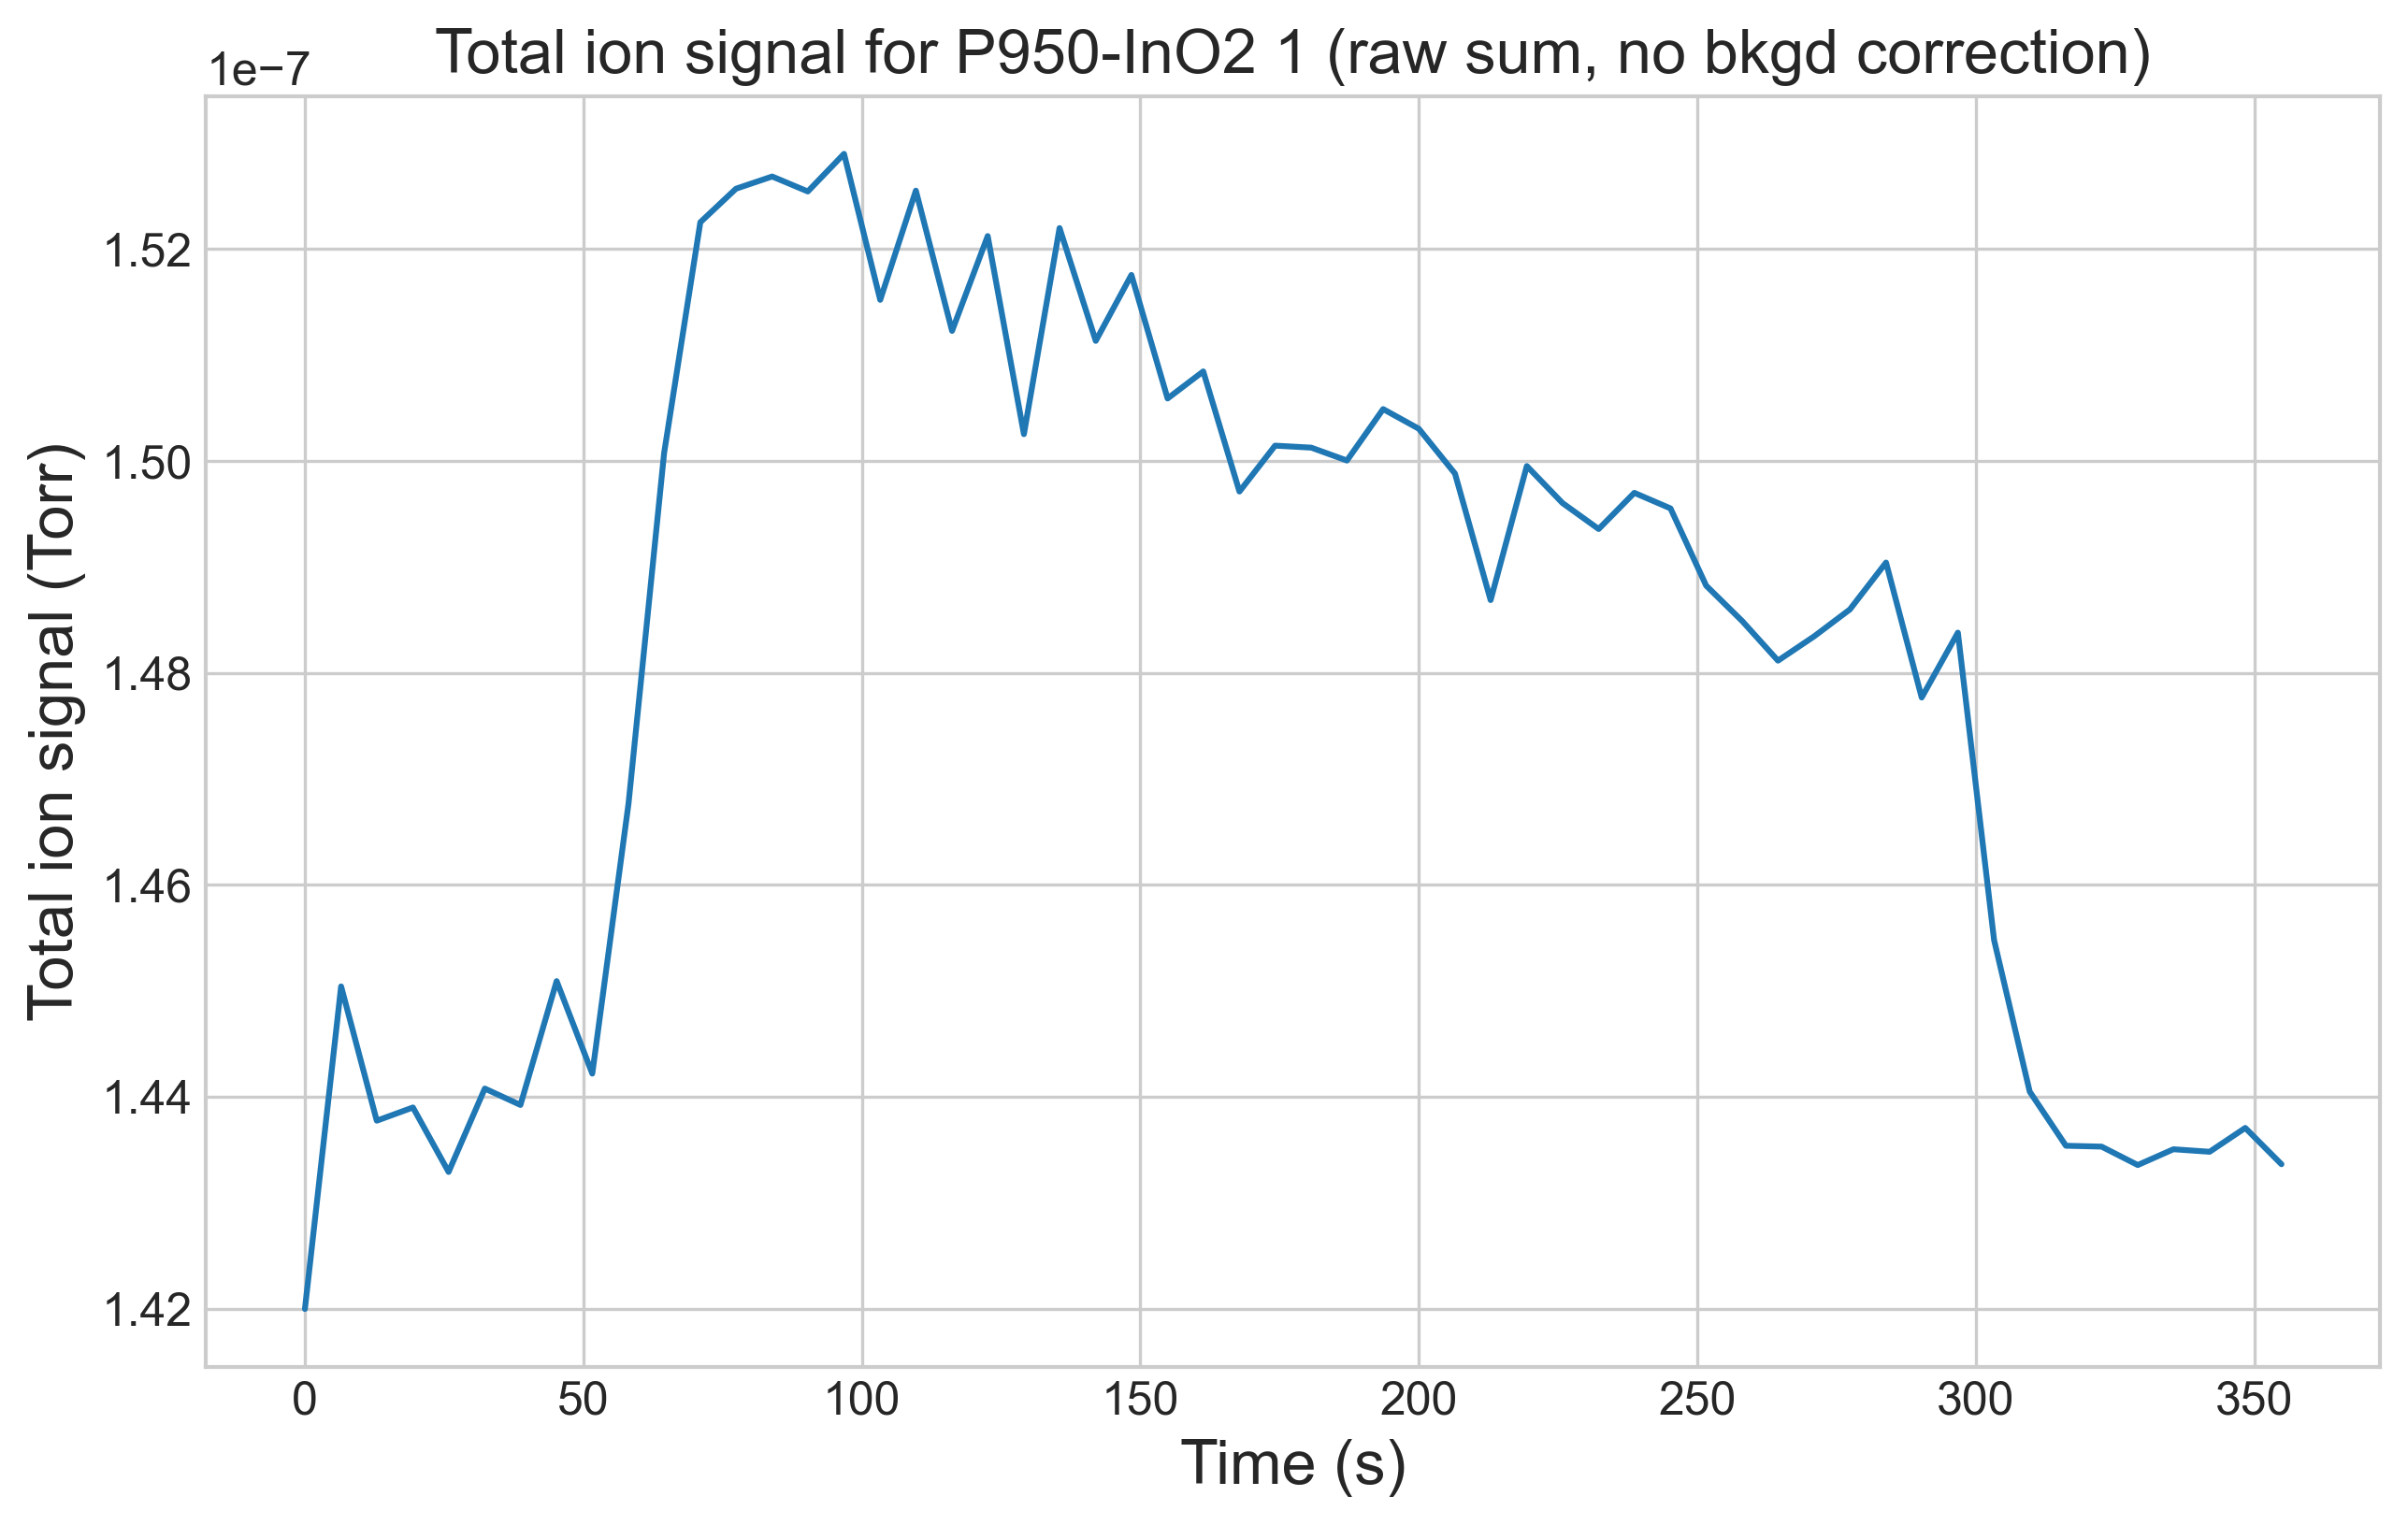 Total ion signal for P950-InO2 1 (raw sum, no bkgd correction)
1e−7
1.52
1.50
1.48
1.46
1.44
1.42
Total ion signal (Torr)
0 50 100 150 200 250 300 350
Time (s)